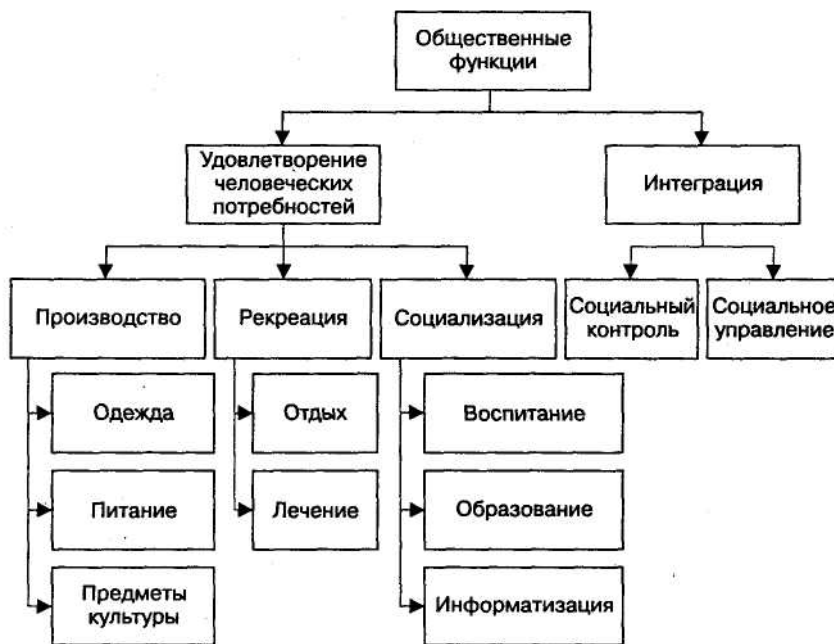 Общественные
функции
Удовлетворение
человеческих
потребностей
Интеграция
Производство
Рекреация
Социализация
Социальный
контроль
Социальное
управление
Одежда
Отдых
Воспитание
Питание
Лечение
Образование
Предметы
культуры
Информатизация